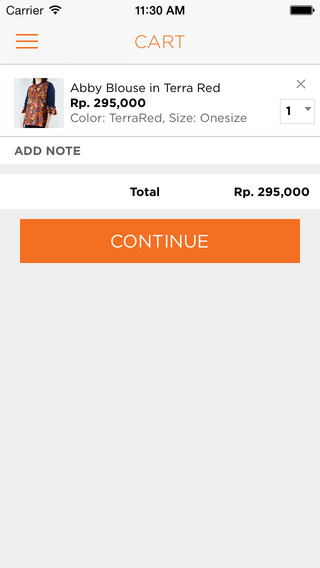 Carrier 11:30 AM
CART
Abby Blouse in Terra Red
Rp. 295,000
Color: TerraRed, Size: Onesize
1
ADD NOTE
Total Rp. 295,000
CONTINUE